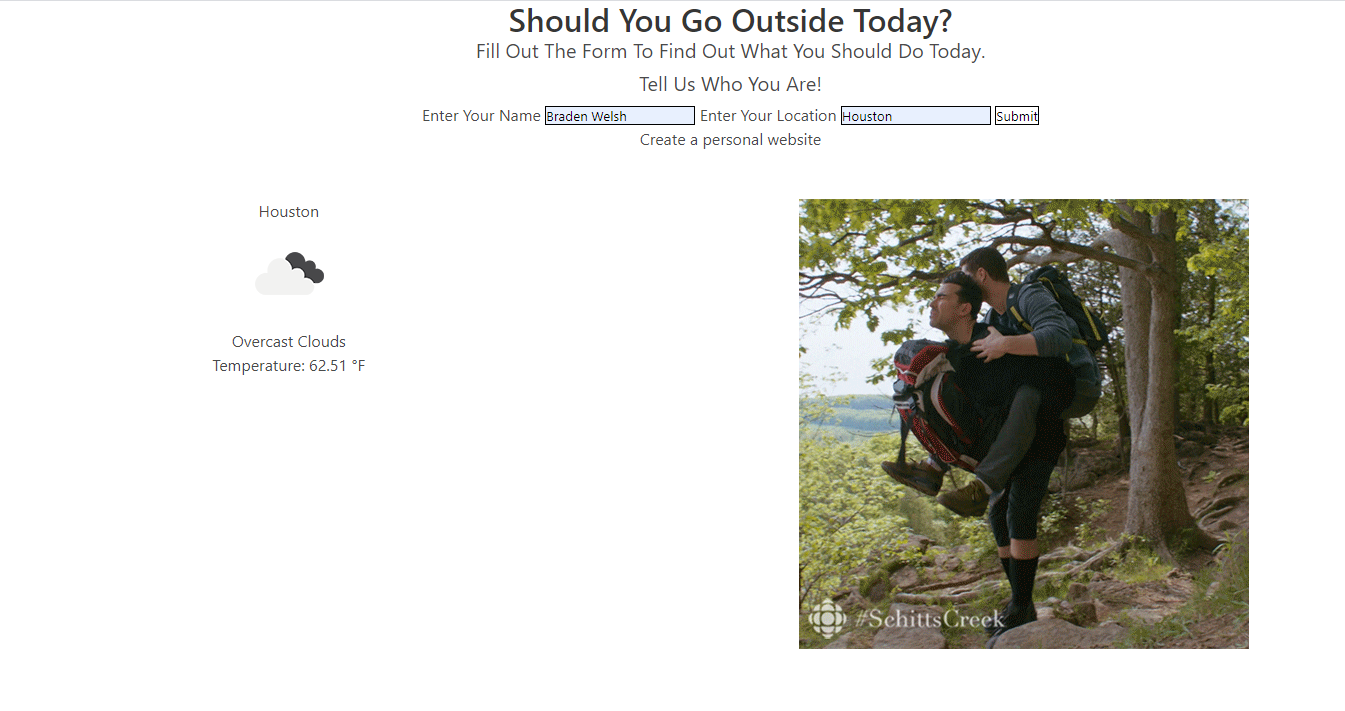 Should You Go Outside Today?
Fill Out The Form To Find Out What You Should Do Today.
Tell Us Who You Are!
Enter Your Name Braden Welsh Enter Your Location Houston Submit
Create a personal website
Houston
Overcast Clouds
Temperature: 62.51 °F
#SchittsCreek